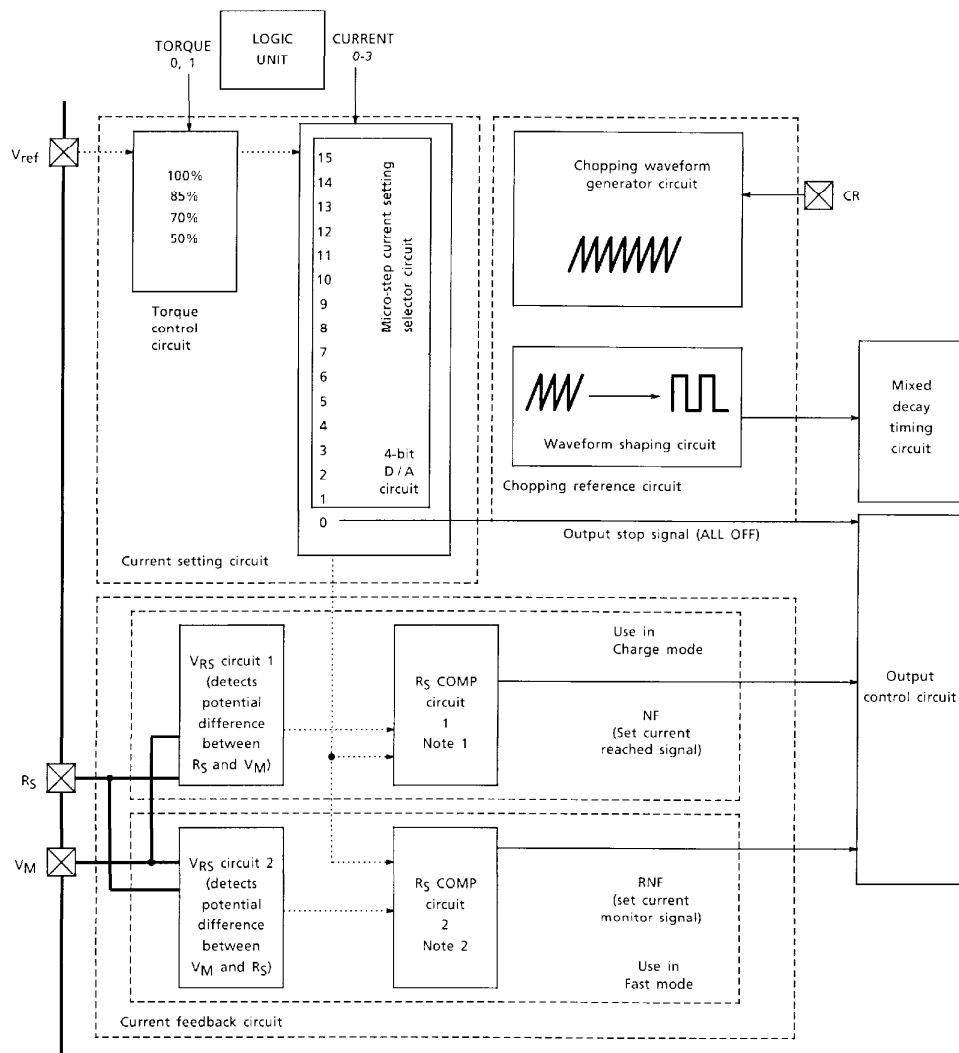 LOGIC
UNIT
TORQUE
0, 1
CURRENT
0-3
Vref
100%
85%
70%
50%
Torque
control
circuit
15
14
13
12
11
10
9
8
7
6
5
4
3
2
1
0
Micro-step current setting
selector circuit
4-bit
D / A
circuit
Current setting circuit
Chopping waveform
generator circuit
CR
Waveform shaping circuit
Chopping reference circuit
Mixed
decay
timing
circuit
Output stop signal (ALL OFF)
Output
control circuit
VRS circuit 1
(detects
potential
difference
between
RS and VM)
RS COMP
circuit
1
Note 1
Use in
Charge mode
NF
(Set current
reached signal)
RS
VM
VRS circuit 2
(detects
potential
difference
between
VM and RS)
RS COMP
circuit
2
Note 2
RNF
(set current
monitor signal)
Use in
Fast mode
Current feedback circuit